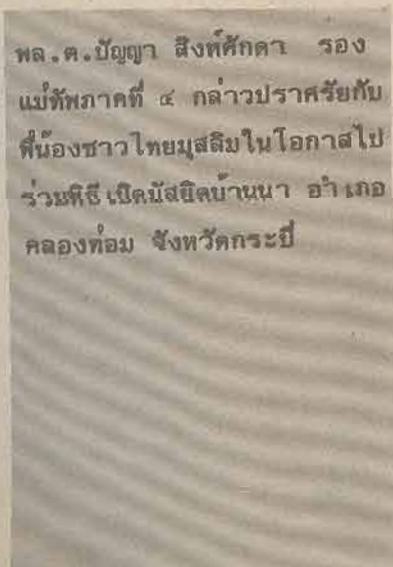 พล.ต.ปัญญา สิงห์ศักดา รอง
แม่ทัพภาคที่ ๔ กล่าวปราศรัยกับ
พี่น้องชาวไทยมุสลิมในโอกาสไป
ร่วมพิธีเปิดมัสยิดบ้านนา อำเภอ
คลองท่อม จังหวัดกระบี่